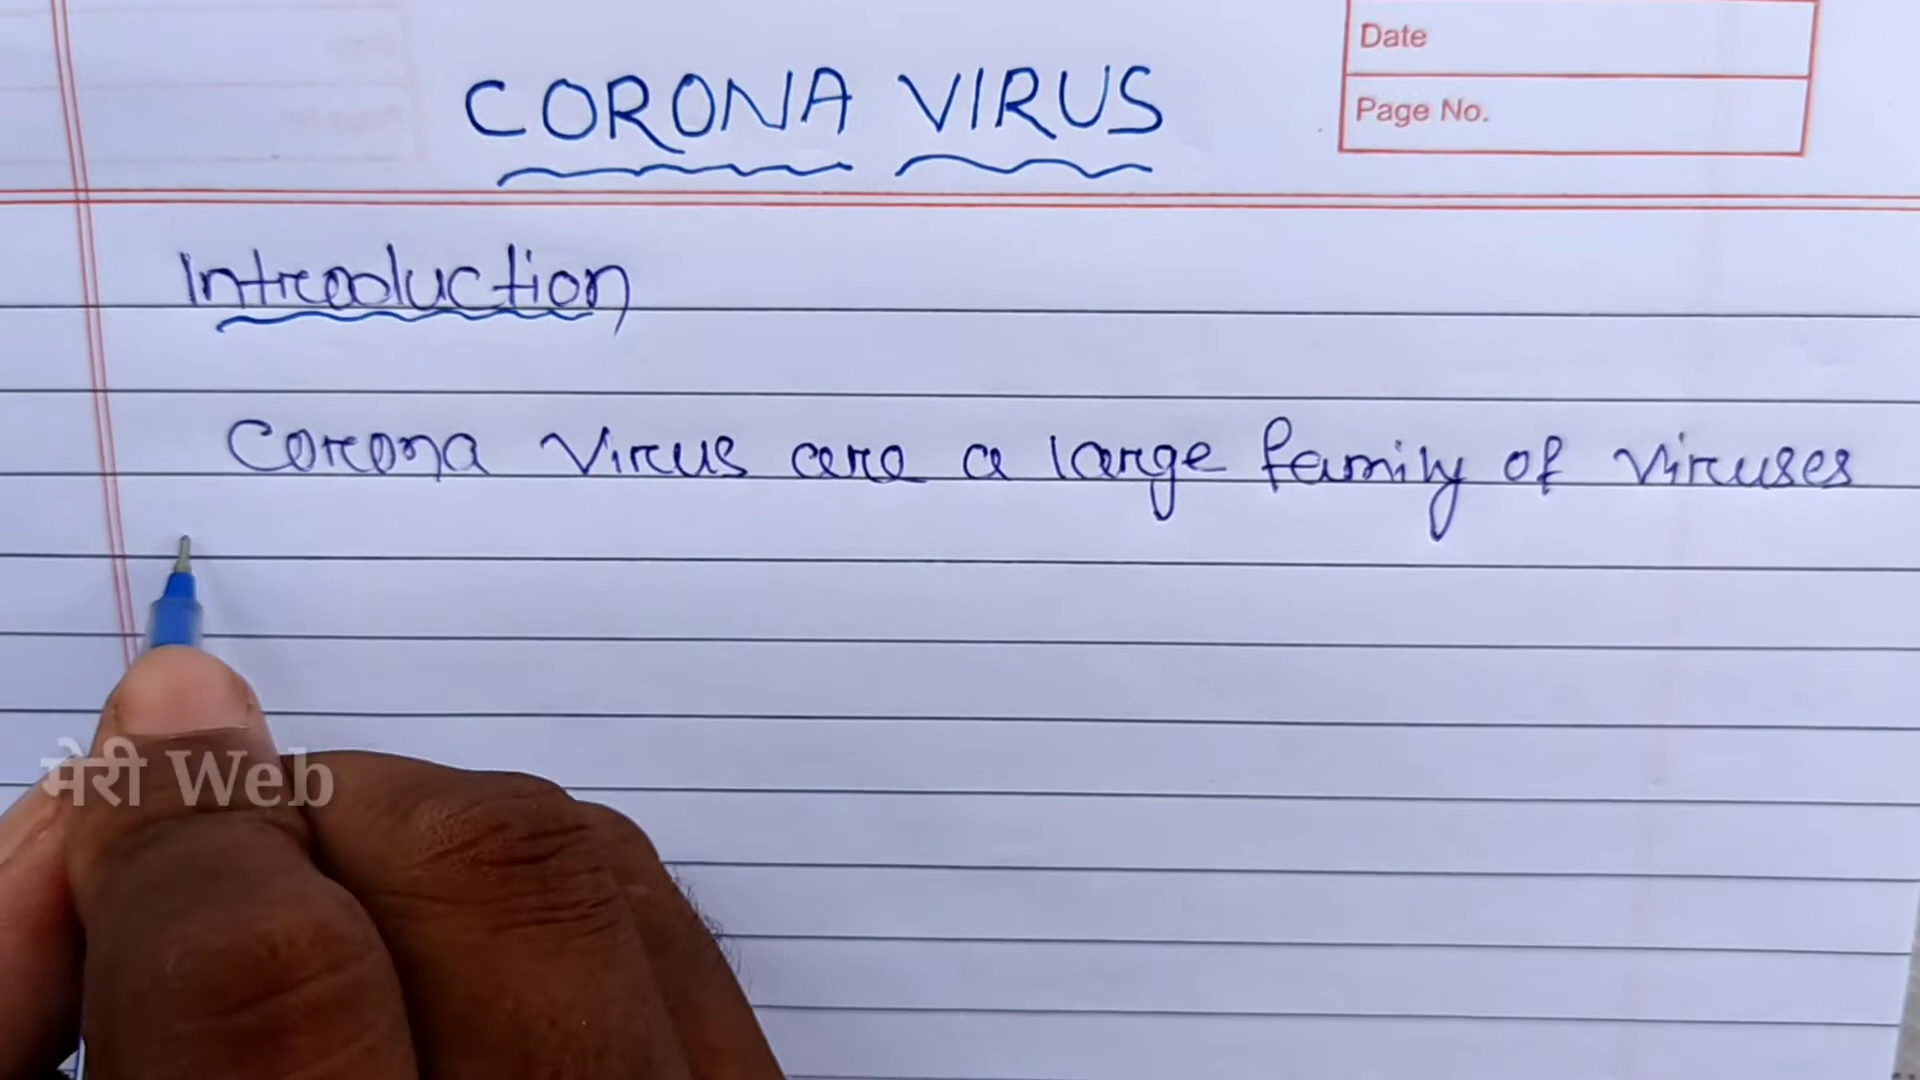 Date
CORONA VIRUS
Page No.
Introduction
Corona Virus are a large family of viruses
मेरी Web